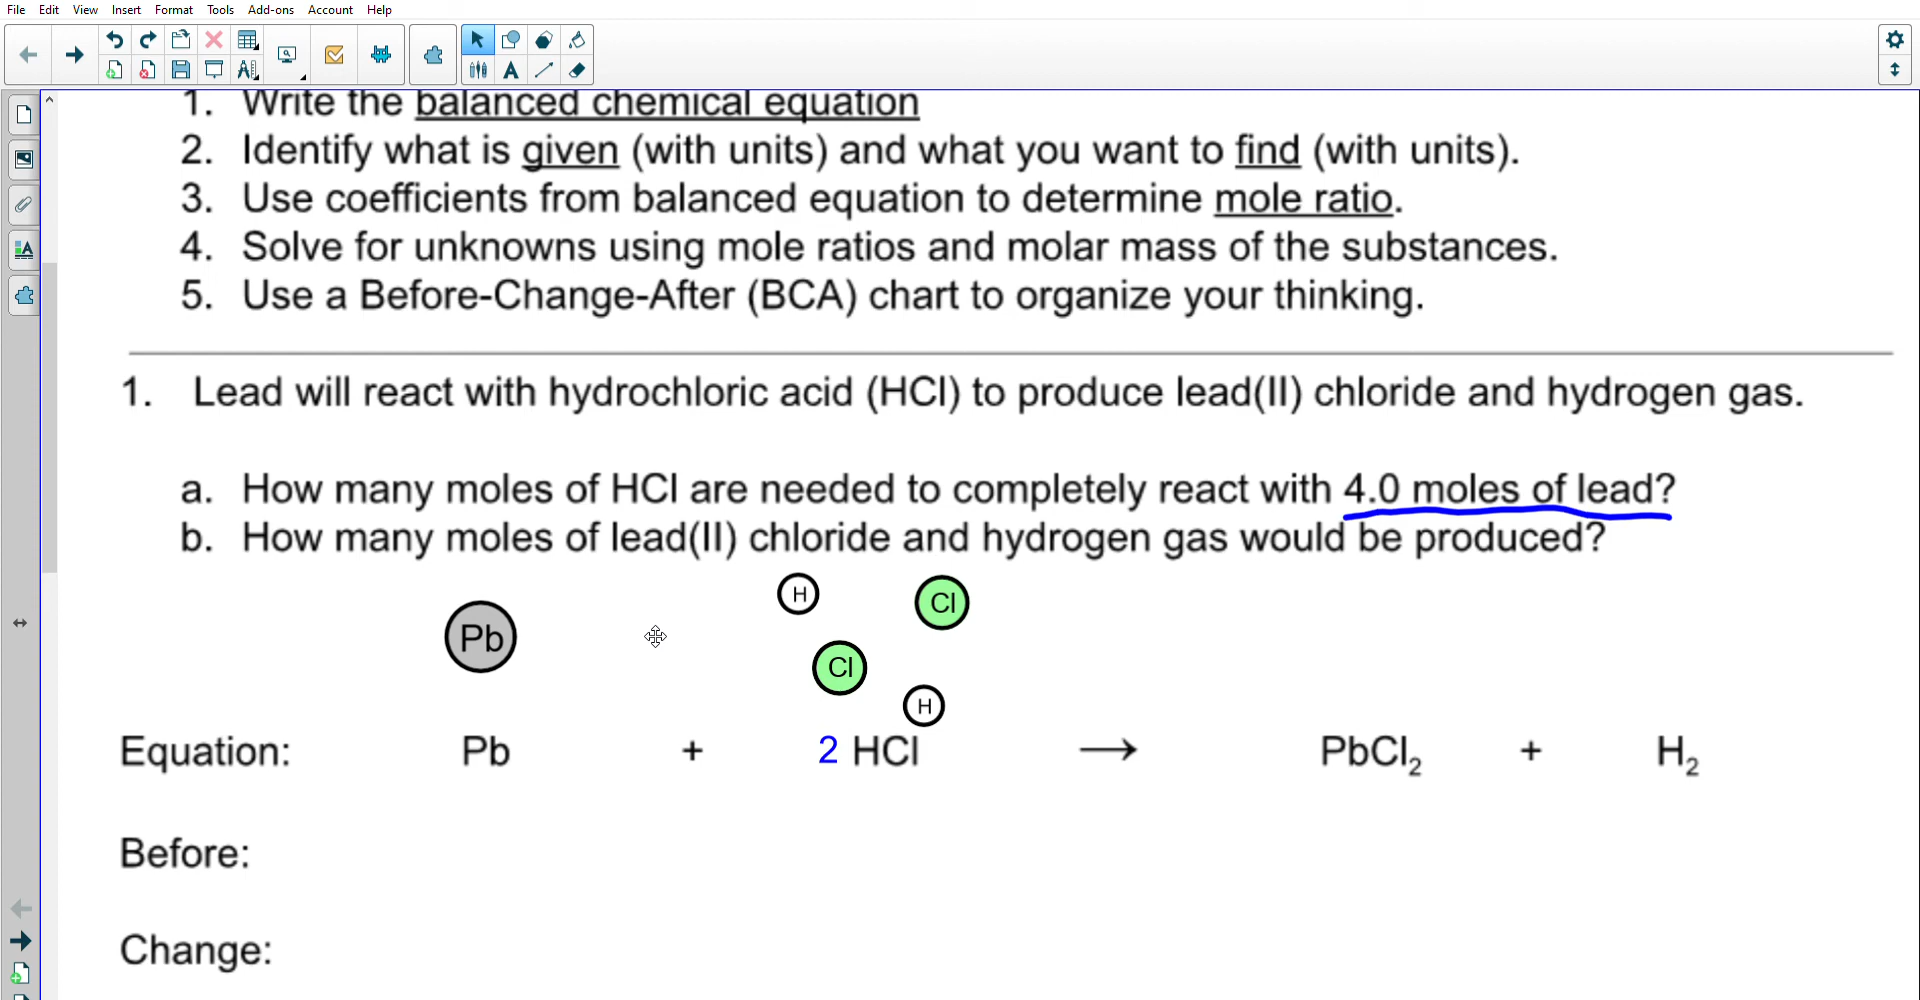 File Edit View Insert Format Tools Add-ons Account Help
1. Write the balanced chemical equation
2. Identify what is given (with units) and what you want to find (with units).
3. Use coefficients from balanced equation to determine mole ratio.
4. Solve for unknowns using mole ratios and molar mass of the substances.
5. Use a Before-Change-After (BCA) chart to organize your thinking.
1. Lead will react with hydrochloric acid (HCl) to produce lead(II) chloride and hydrogen gas.
a. How many moles of HCl are needed to completely react with 4.0 moles of lead?
b. How many moles of lead(II) chloride and hydrogen gas would be produced?
H Cl
Pb
Cl
H
Equation: Pb + 2 HCl → PbCl₂ + H₂
Before:
Change: